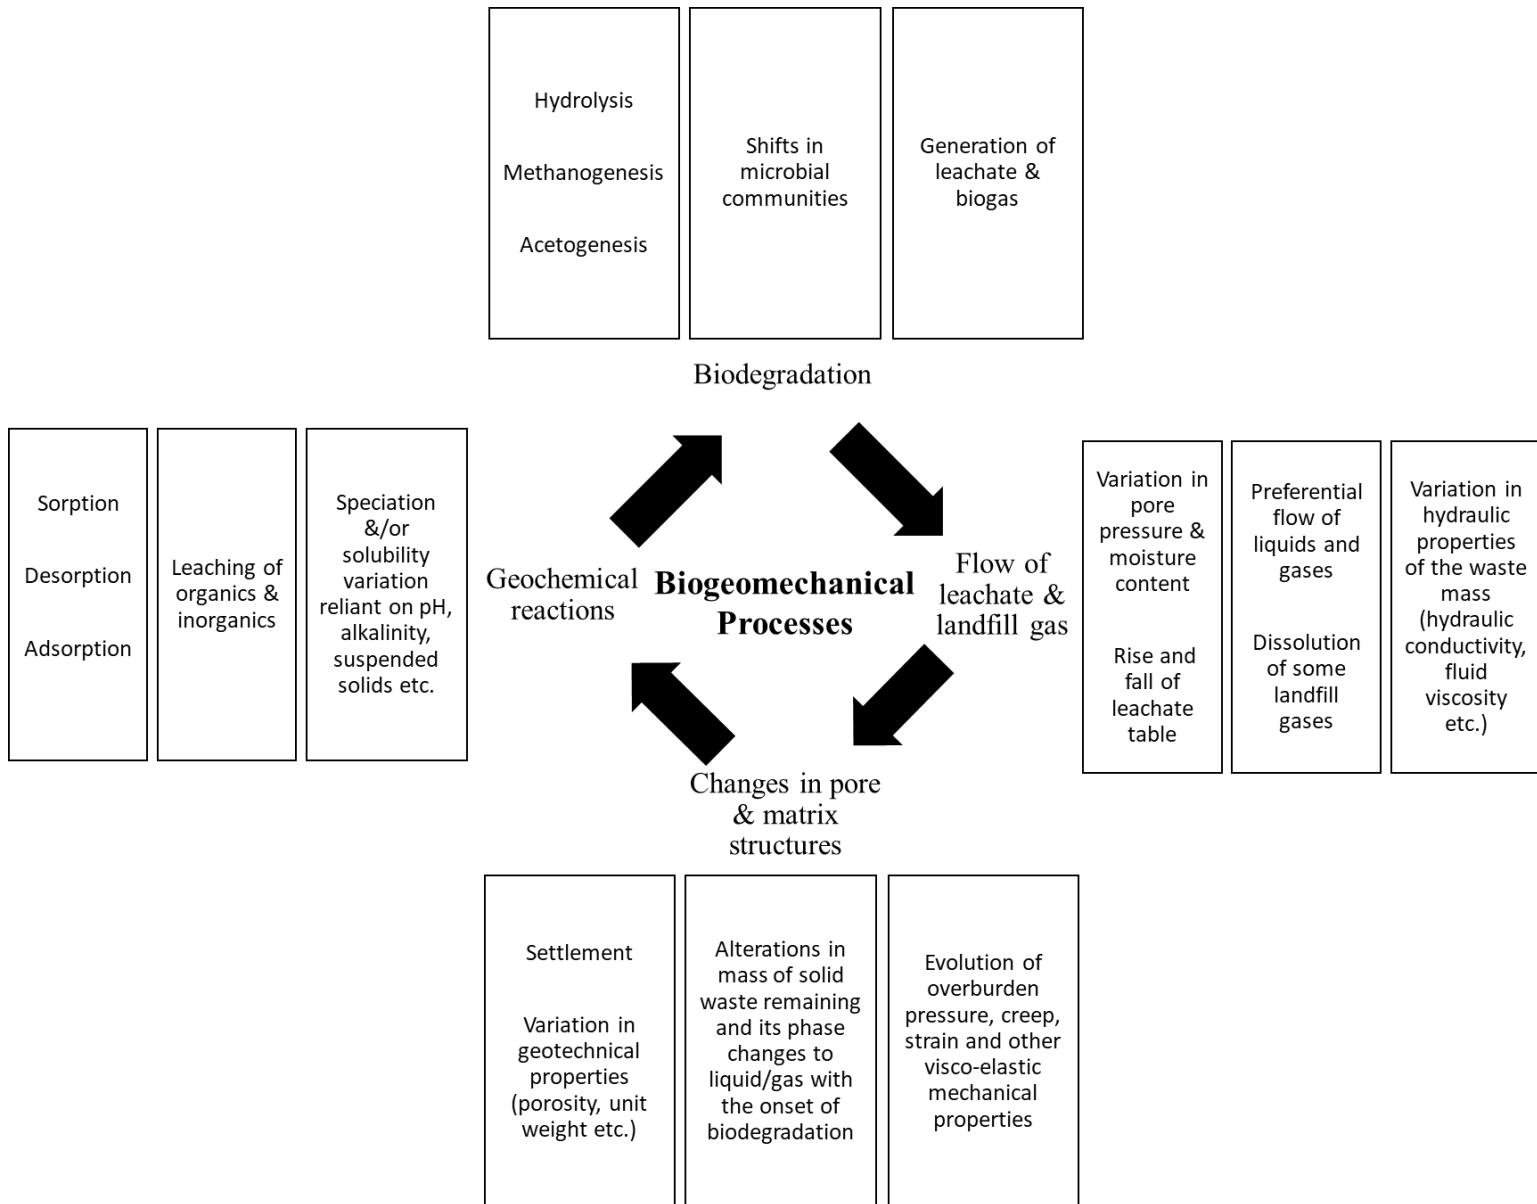 Hydrolysis
Methanogenesis
Acetogenesis
Shifts in
microbial
communities
Generation of
leachate &
biogas
Biodegradation
Sorption
Desorption
Adsorption
Leaching of
organics &
inorganics
Speciation
&/or
solubility
variation
reliant on pH,
alkalinity,
suspended
solids etc.
Geochemical
reactions
Biogeomechanical
Processes
Flow of
leachate &
landfill gas
Variation in
pore
pressure &
moisture
content
Rise and
fall of
leachate
table
Preferential
flow of
liquids and
gases
Dissolution
of some
landfill
gases
Variation in
hydraulic
properties
of the waste
mass
(hydraulic
conductivity,
fluid
viscosity
etc.)
Changes in pore
& matrix
structures
Settlement
Variation in
geotechnical
properties
(porosity, unit
weight etc.)
Alterations in
mass of solid
waste remaining
and its phase
changes to
liquid/gas with
the onset of
biodegradation
Evolution of
overburden
pressure, creep,
strain and other
visco-elastic
mechanical
properties